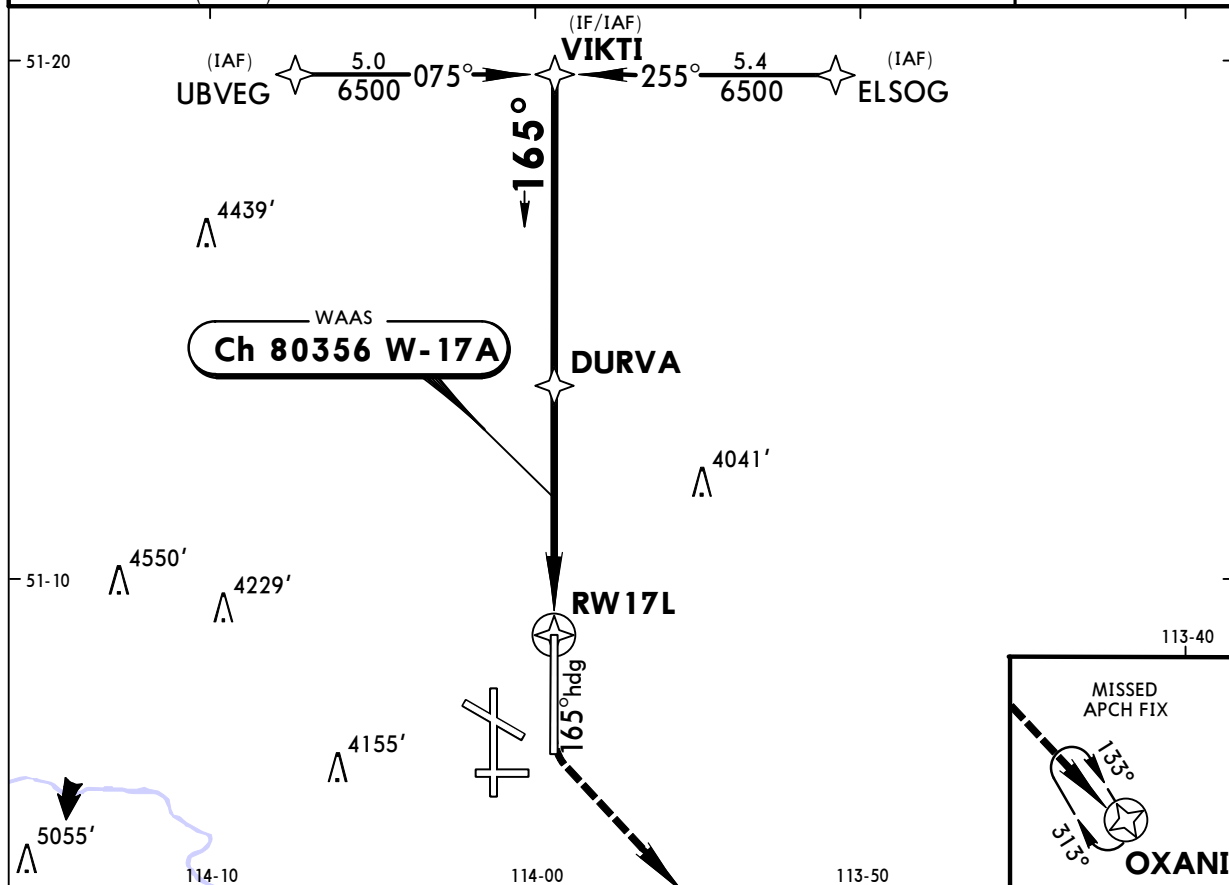 (IF/IAF)
VIKTI
51-20
(IAF)
UBVEG
5.0
6500
075°
255°
5.4
6500
(IAF)
ELSOG
165°
4439'
WAAS
Ch 80356 W-17A
DURVA
4041'
4550'
51-10
4229'
RW17L
113-40
165°hdg
MISSED
APCH FIX
133°
313°
OXANI
4155'
5055'
114-10
114-00
113-50